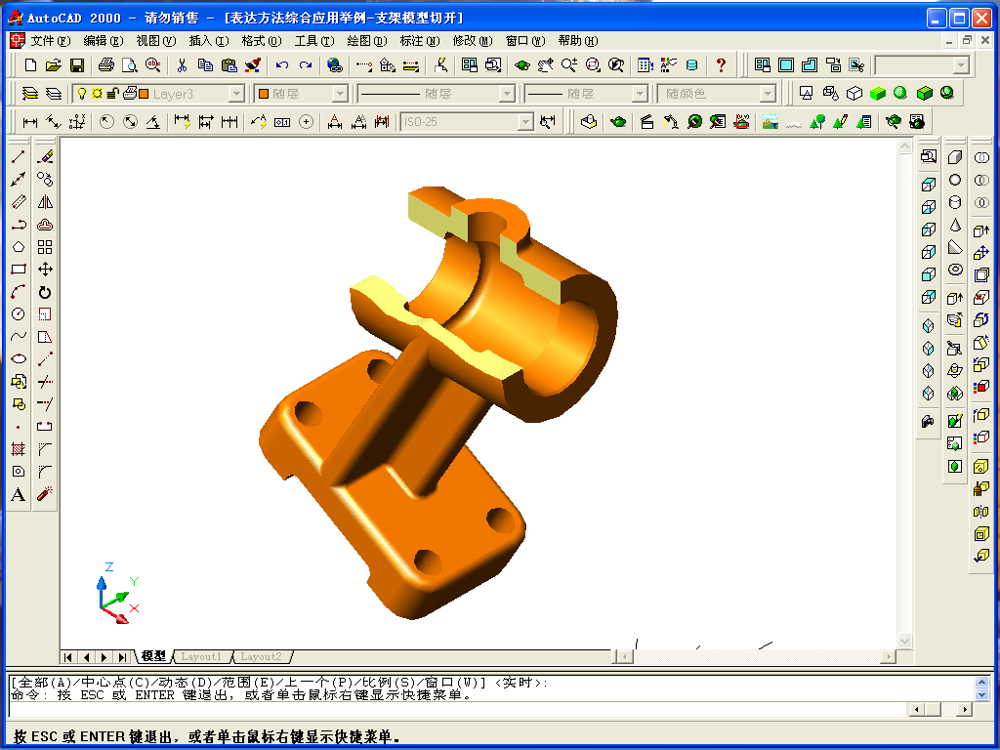 AutoCAD 2000 - 请勿销售 - [表达方法综合应用举例-支架模型切开]
文件(F) 编辑(E) 视图(V) 插入(I) 格式(O) 工具(T) 绘图(D) 标注(N) 修改(M) 窗口(W) 帮助(H)
Layer3 随层 随层 随层 随颜色
ISO-25
A
Z
Y
X
模型 Layout1 Layout2
[全部(A)/中心点(C)/动态(D)/范围(E)/上一个(P)/比例(S)/窗口(W)] <实时>:
命令: 按 ESC 或 ENTER 键退出，或者单击鼠标右键显示快捷菜单。
按 ESC 或 ENTER 键退出，或者单击鼠标右键显示快捷菜单。